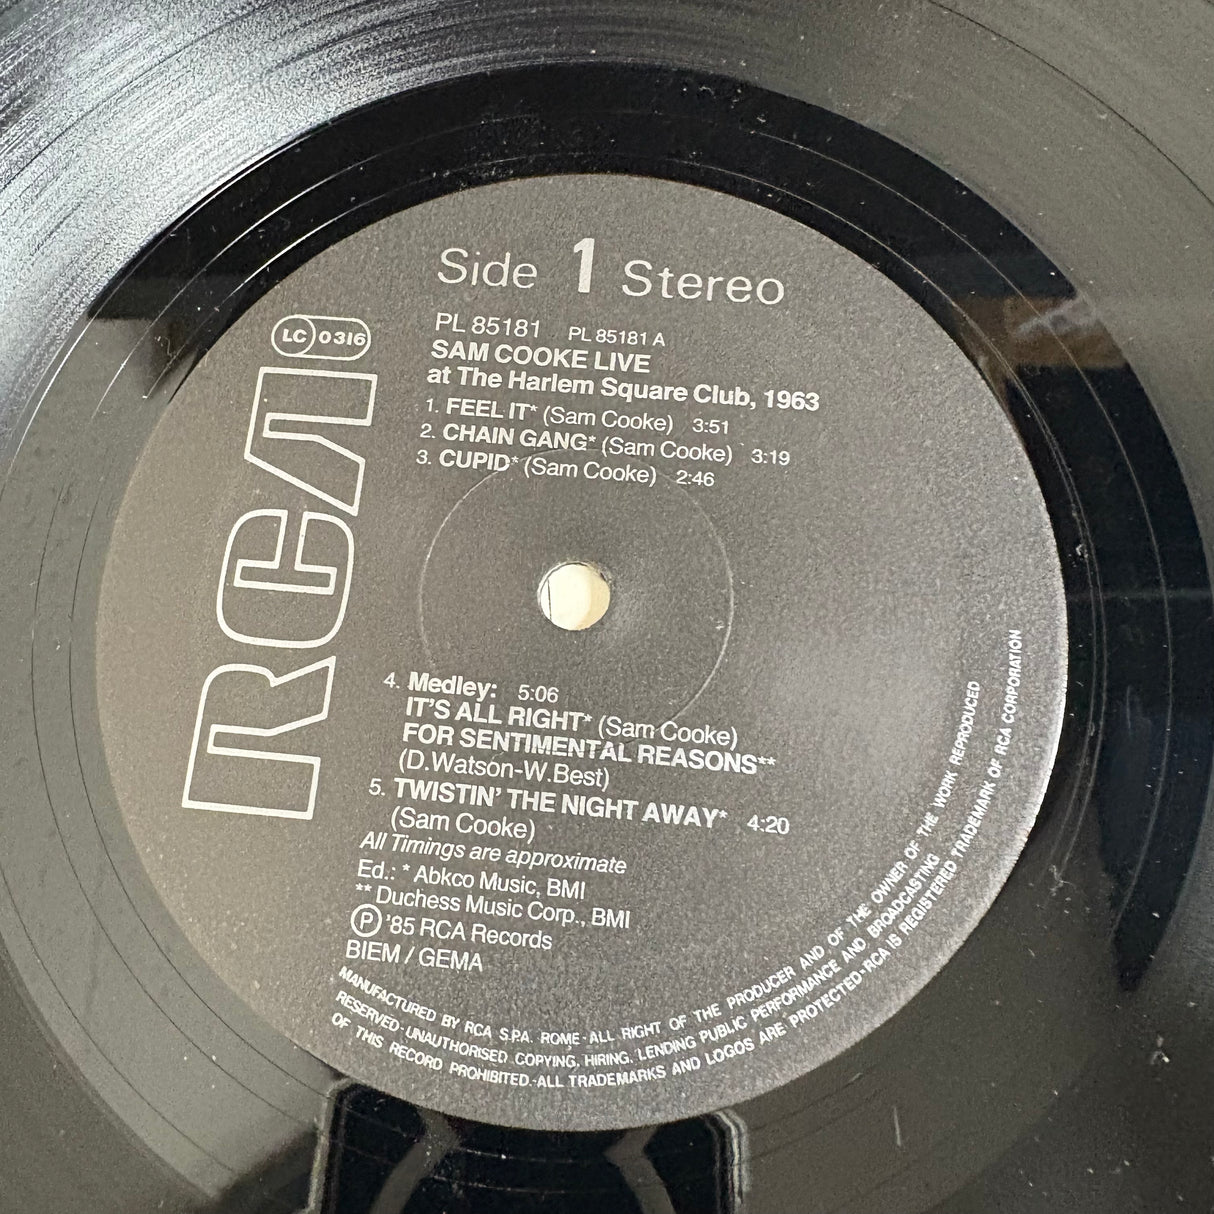 Side 1 Stereo
PL 85181 PL 85181 A
LC 0316
SAM COOKE LIVE
at The Harlem Square Club, 1963
1. FEEL IT* (Sam Cooke) 3:51
2. CHAIN GANG* (Sam Cooke) 3:19
3. CUPID* (Sam Cooke) 2:46
RCA
4. Medley: 5:06
IT'S ALL RIGHT* (Sam Cooke)
FOR SENTIMENTAL REASONS**
(D.Watson-W.Best)
5. TWISTIN' THE NIGHT AWAY* 4:20
(Sam Cooke)
All Timings are approximate
Ed.: * Abkco Music, BMI
** Duchess Music Corp., BMI
Ⓟ '85 RCA Records
BIEM / GEMA
MANUFACTURED BY RCA S.P.A. ROME-ALL RIGHT OF THE PRODUCER AND OF THE OWNER OF THE WORK REPRODUCED
RESERVED-UNAUTHORISED COPYING, HIRING, LENDING PUBLIC PERFORMANCE AND BROADCASTING
OF THIS RECORD PROHIBITED.-ALL TRADEMARKS AND LOGOS ARE PROTECTED-RCA IS REGISTERED TRADEMARK OF RCA CORPORATION